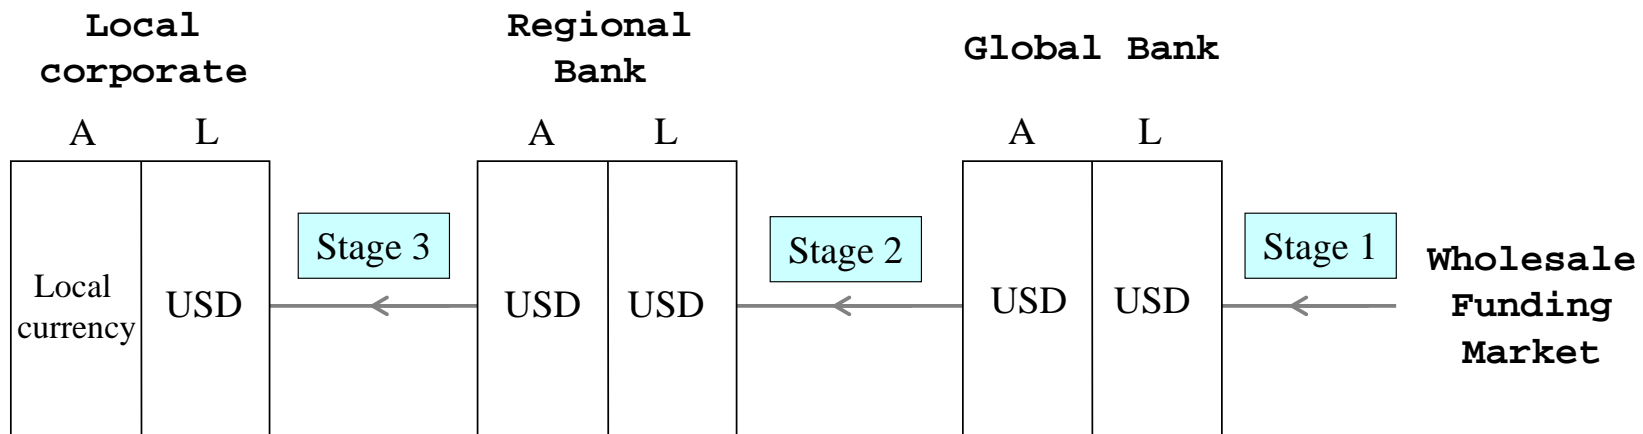 Local
corporate
Regional
Bank
Global Bank
A
L
A
L
A
L
Stage 3
Stage 2
Stage 1
Local
currency
USD
USD
USD
USD
USD
Wholesale
Funding
Market